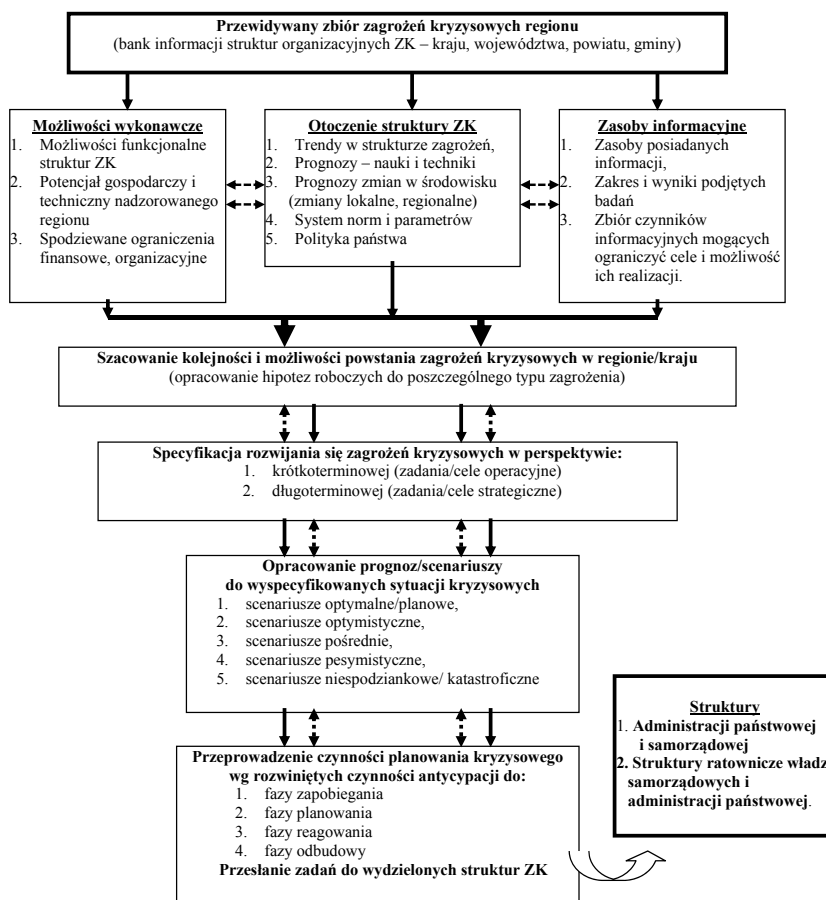 Przewidywany zbiór zagrożeń kryzysowych regionu
(bank informacji struktur organizacyjnych ZK – kraju, województwa, powiatu, gminy)
Możliwości wykonawcze
1. Możliwości funkcjonalne
struktur ZK
2. Potencjał gospodarczy i
techniczny nadzorowanego
regionu
3. Spodziewane ograniczenia
finansowe, organizacyjne
Otoczenie struktury ZK
1. Trendy w strukturze zagrożeń,
2. Prognozy – nauki i techniki
3. Prognozy zmian w środowisku
(zmiany lokalne, regionalne)
4. System norm i parametrów
5. Polityka państwa
Zasoby informacyjne
1. Zasoby posiadanych
informacji,
2. Zakres i wyniki podjętych
badań
3. Zbiór czynników
informacyjnych mogących
ograniczyć cele i możliwość
ich realizacji.
Szacowanie kolejności i możliwości powstania zagrożeń kryzysowych w regionie/kraju
(opracowanie hipotez roboczych do poszczególnego typu zagrożenia)
Specyfikacja rozwijania się zagrożeń kryzysowych w perspektywie:
1. krótkoterminowej (zadania/cele operacyjne)
2. długoterminowej (zadania/cele strategiczne)
Opracowanie prognoz/scenariuszy
do wyspecyfikowanych sytuacji kryzysowych
1. scenariusze optymalne/planowe,
2. scenariusze optymistyczne,
3. scenariusze pośrednie,
4. scenariusze pesymistyczne,
5. scenariusze niespodziankowe/ katastroficzne
Przeprowadzenie czynności planowania kryzysowego
wg rozwiniętych czynności antycypacji do:
1. fazy zapobiegania
2. fazy planowania
3. fazy reagowania
4. fazy odbudowy
Przesłanie zadań do wydzielonych struktur ZK
Struktury
1. Administracji państwowej
i samorządowej
2. Struktury ratownicze władz
samorządowych i
administracji państwowej.